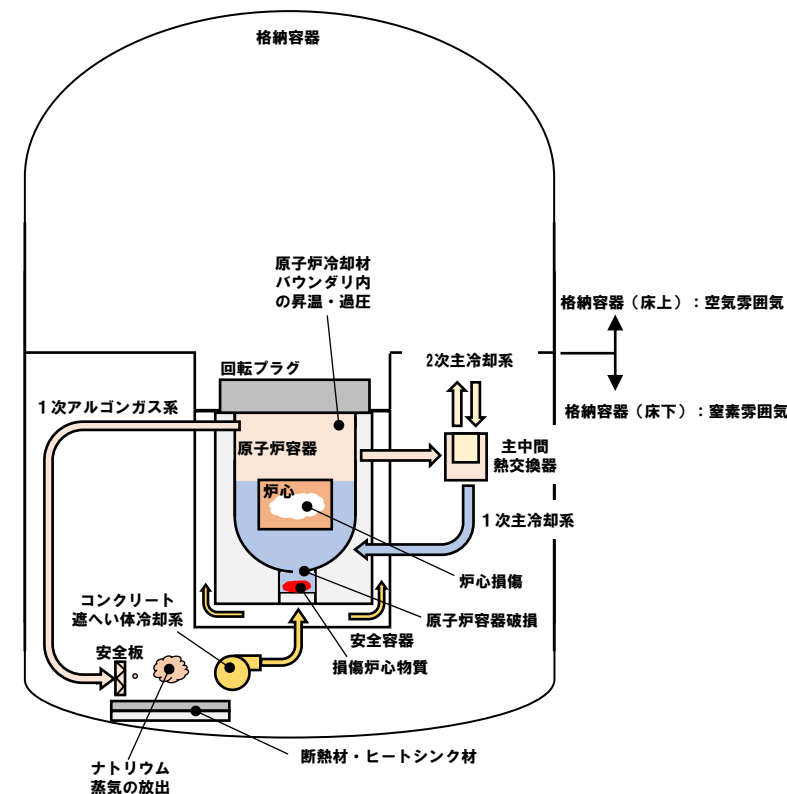 格納容器
原子炉冷却材
バウンダリ内
の昇温・過圧
格納容器（床上）：空気雰囲気
回転プラグ
2次主冷却系
１次アルゴンガス系
格納容器（床下）：窒素雰囲気
原子炉容器
主中間
熱交換器
炉心
１次主冷却系
炉心損傷
コンクリート
遮へい体冷却系
原子炉容器破損
安全容器
安全板
損傷炉心物質
断熱材・ヒートシンク材
ナトリウム
蒸気の放出